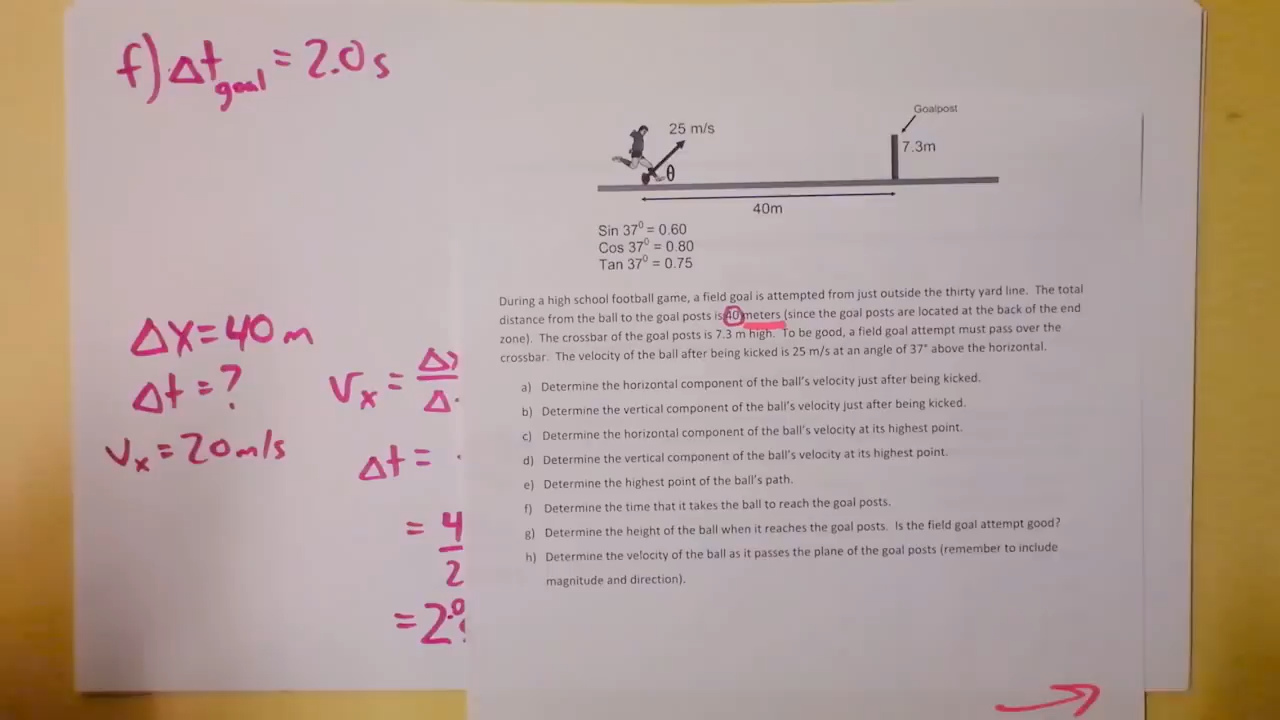 f) Δt goal = 2.0 s
Goalpost
25 m/s
7.3m
θ
40m
Sin 37⁰ = 0.60
Cos 37⁰ = 0.80
Tan 37⁰ = 0.75
During a high school football game, a field goal is attempted from just outside the thirty yard line. The total
distance from the ball to the goal posts is 40 meters (since the goal posts are located at the back of the end
zone). The crossbar of the goal posts is 7.3 m high. To be good, a field goal attempt must pass over the
crossbar. The velocity of the ball after being kicked is 25 m/s at an angle of 37° above the horizontal.
a) Determine the horizontal component of the ball's velocity just after being kicked.
b) Determine the vertical component of the ball's velocity just after being kicked.
c) Determine the horizontal component of the ball's velocity at its highest point.
d) Determine the vertical component of the ball's velocity at its highest point.
e) Determine the highest point of the ball's path.
f) Determine the time that it takes the ball to reach the goal posts.
g) Determine the height of the ball when it reaches the goal posts. Is the field goal attempt good?
h) Determine the velocity of the ball as it passes the plane of the goal posts (remember to include
magnitude and direction).
Δx = 40 m
Δt = ?
Vx = 20 m/s
Vx = Δ
Δ
Δt =
= 4
2
= 2.0